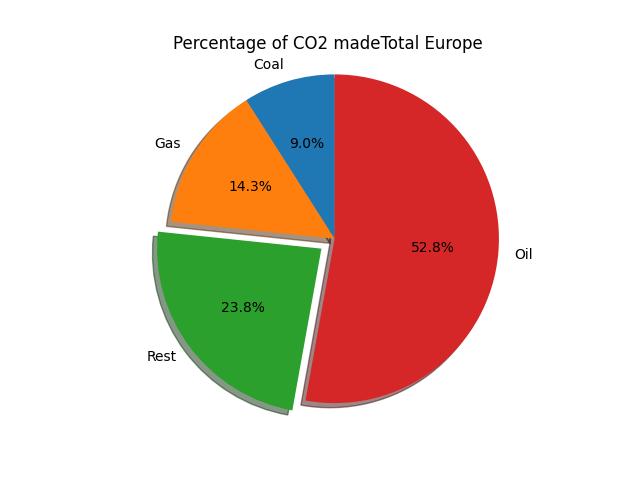 Percentage of CO2 madeTotal Europe
Coal
9.0%
Gas
14.3%
52.8%
Oil
23.8%
Rest